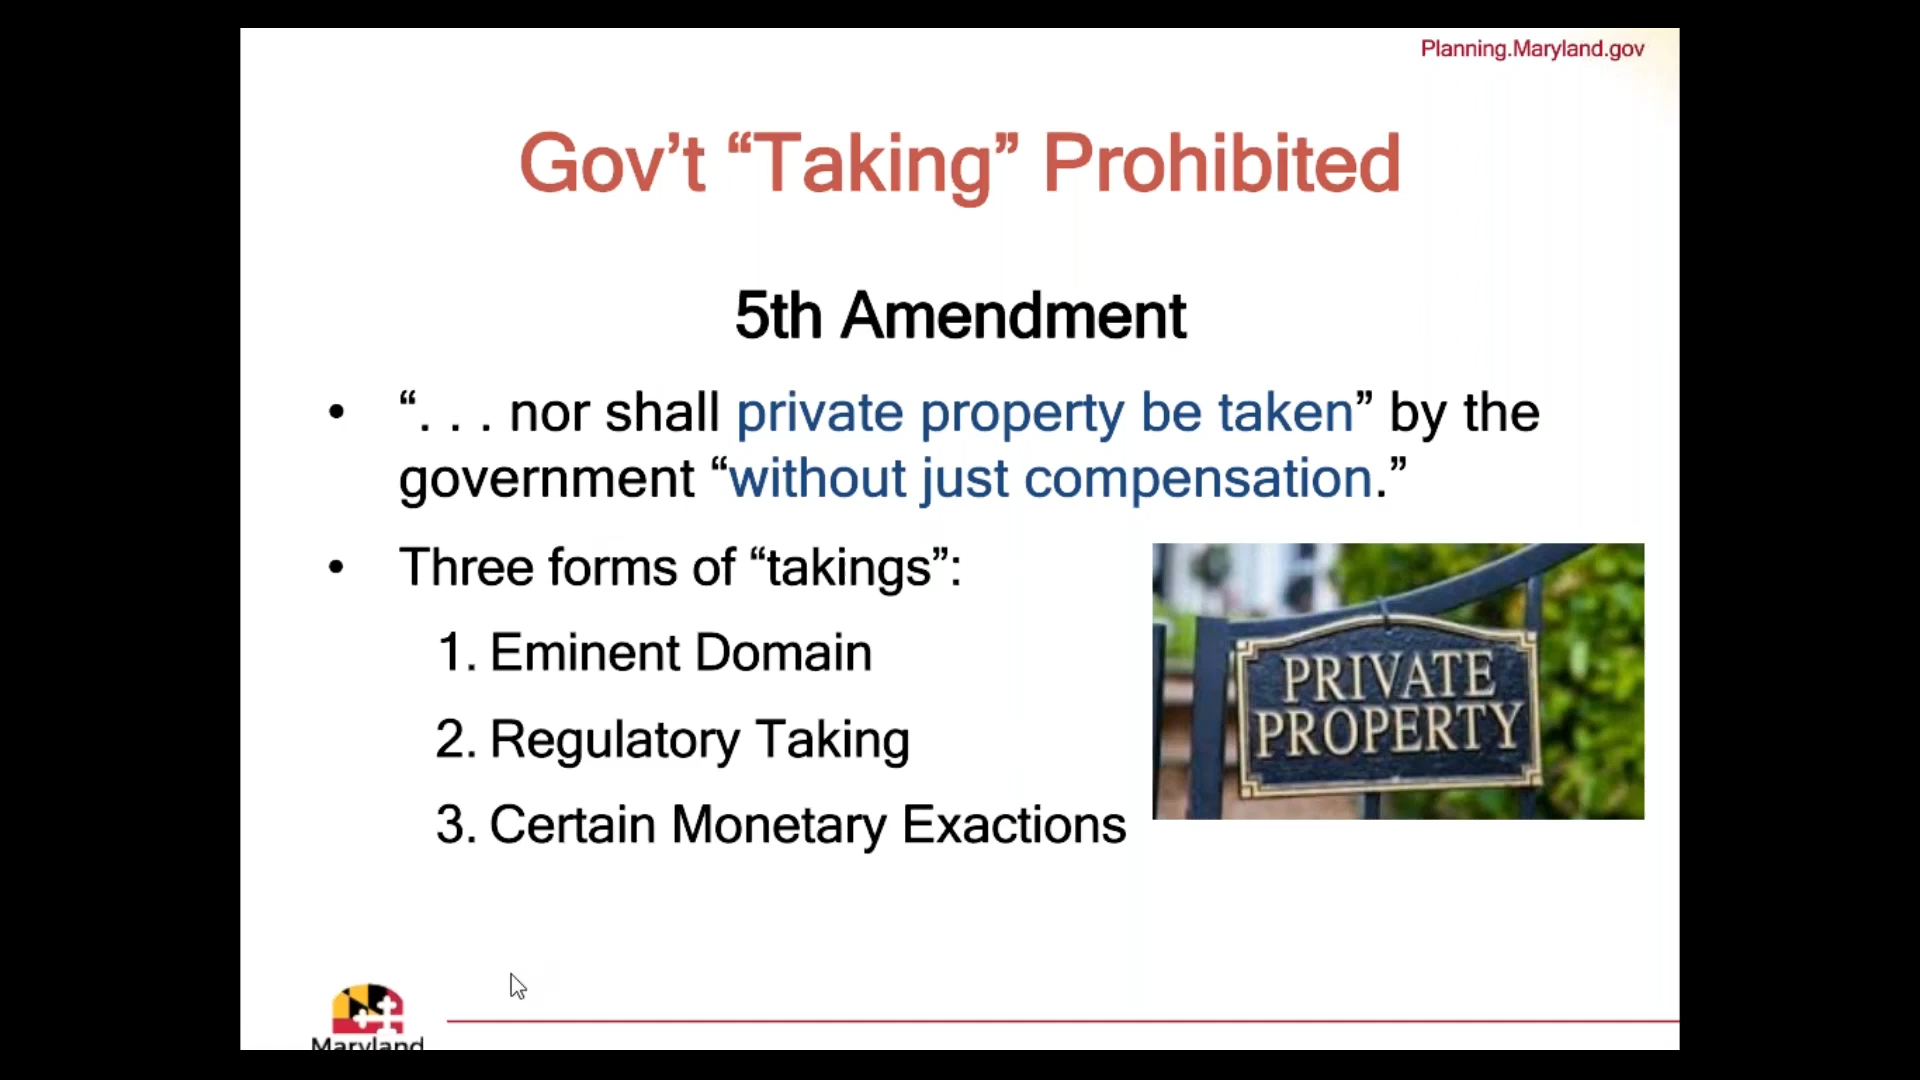 Planning.Maryland.gov
Gov’t “Taking” Prohibited
5th Amendment
• “. . . nor shall private property be taken” by the
government “without just compensation.”
• Three forms of “takings”:
1. Eminent Domain
2. Regulatory Taking
3. Certain Monetary Exactions
PRIVATE
PROPERTY
Maryland